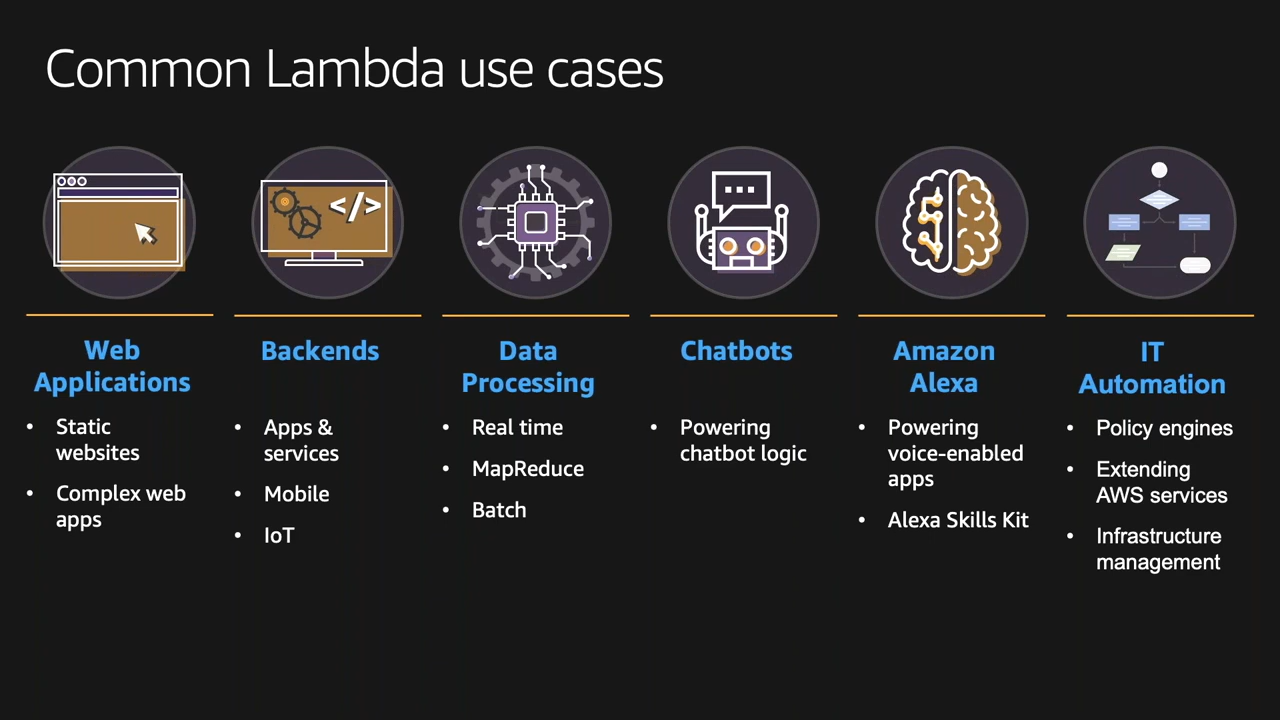 Common Lambda use cases
</>
Web
Applications
• Static
websites
• Complex web
apps
Backends
• Apps &
services
• Mobile
• IoT
Data
Processing
• Real time
• MapReduce
• Batch
Chatbots
• Powering
chatbot logic
Amazon
Alexa
• Powering
voice-enabled
apps
• Alexa Skills Kit
IT
Automation
• Policy engines
• Extending
AWS services
• Infrastructure
management